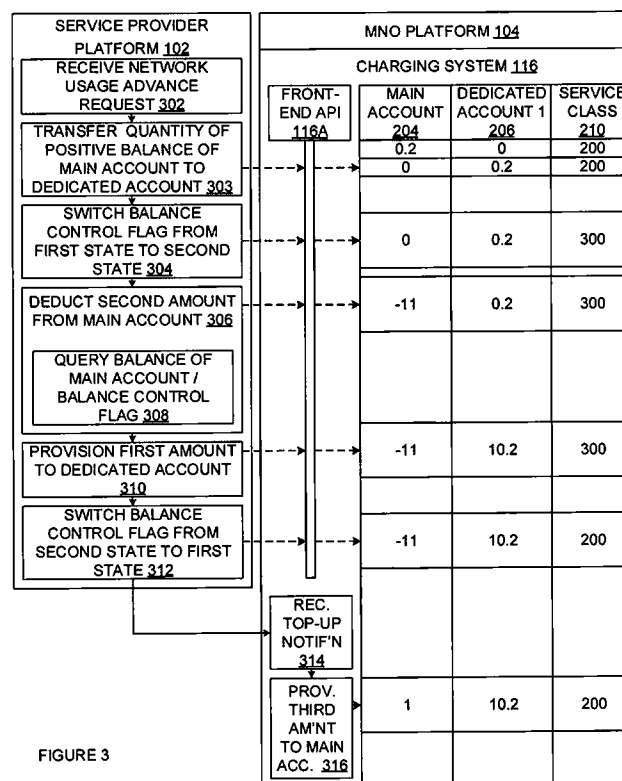 SERVICE PROVIDER
PLATFORM 102
RECEIVE NETWORK
USAGE ADVANCE
REQUEST 302
TRANSFER QUANTITY OF
POSITIVE BALANCE OF
MAIN ACCOUNT TO
DEDICATED ACCOUNT 303
SWITCH BALANCE
CONTROL FLAG FROM
FIRST STATE TO SECOND
STATE 304
DEDUCT SECOND AMOUNT
FROM MAIN ACCOUNT 306
QUERY BALANCE OF
MAIN ACCOUNT /
BALANCE CONTROL
FLAG 308
PROVISION FIRST AMOUNT
TO DEDICATED ACCOUNT
310
SWITCH BALANCE
CONTROL FLAG FROM
SECOND STATE TO FIRST
STATE 312
MNO PLATFORM 104
CHARGING SYSTEM 116
FRONT-
END API
116A
MAIN
ACCOUNT
204
DEDICATED
ACCOUNT 1
206
SERVICE
CLASS
210
0.2 0 200
0 0.2 200
0 0.2 300
-11 0.2 300
-11 10.2 300
-11 10.2 200
REC.
TOP-UP
NOTIF'N
314
PROV.
THIRD
AM'NT
TO MAIN
ACC. 316
1 10.2 200
FIGURE 3